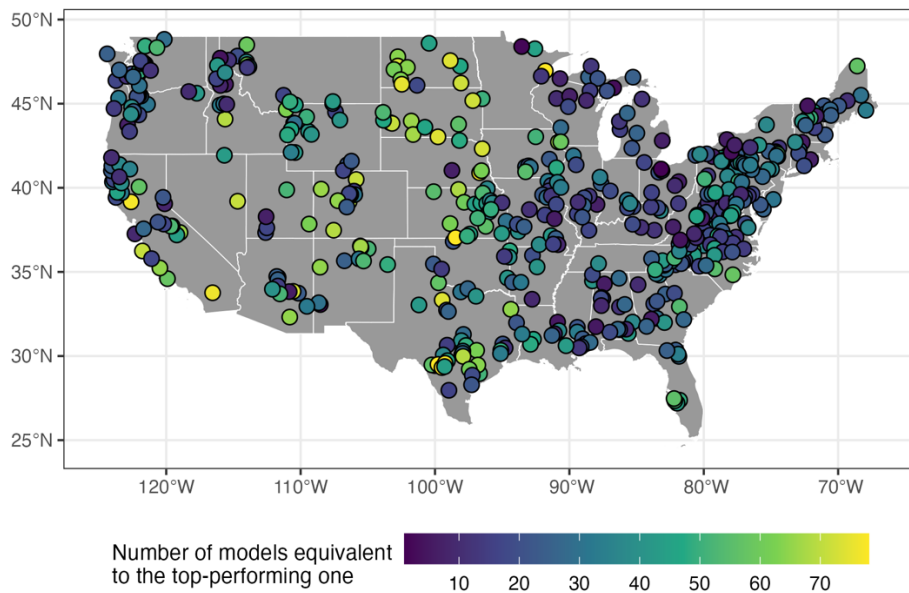 50°N
45°N
40°N
35°N
30°N
25°N
120°W 110°W 100°W 90°W 80°W 70°W
Number of models equivalent
to the top-performing one
10 20 30 40 50 60 70